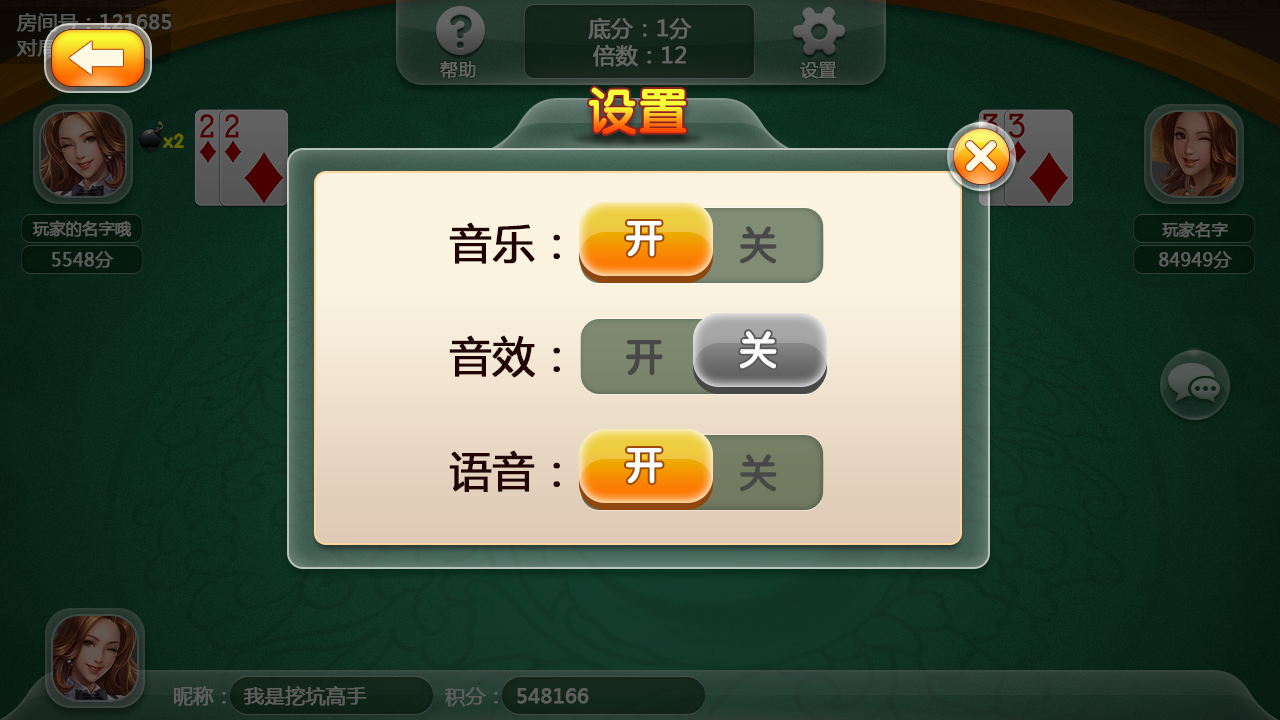 房间号：121685
对局
帮助
底分：1分
倍数：12
设置
设置
x2
2 2
3 3
玩家的名字哦
5548分
玩家名字
84949分
音乐： 开 关
音效： 开 关
语音： 开 关
昵称： 我是挖坑高手 积分： 548166